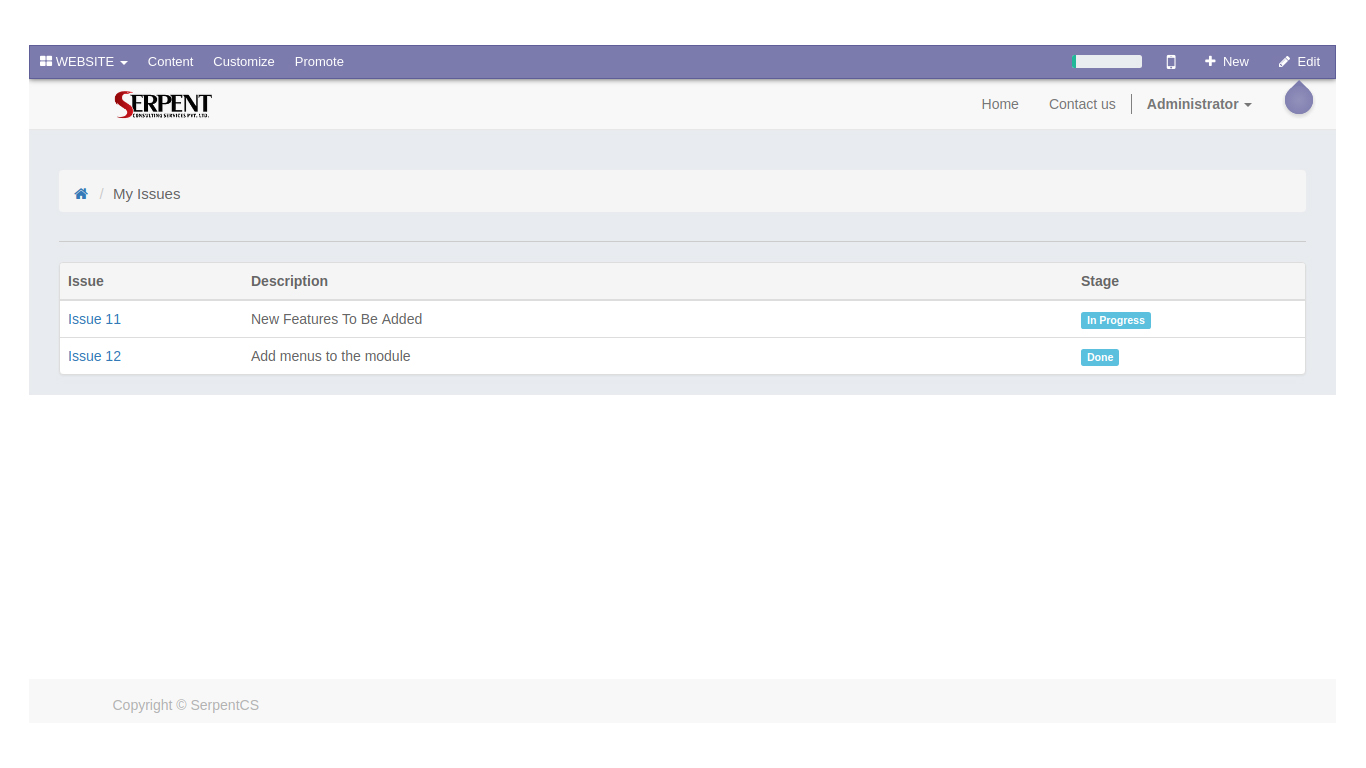 WEBSITE Content Customize Promote New Edit
SERPENT
CONSULTING SERVICES PVT. LTD.
Home Contact us Administrator
/ My Issues
Issue Description Stage
Issue 11 New Features To Be Added In Progress
Issue 12 Add menus to the module Done
Copyright © SerpentCS